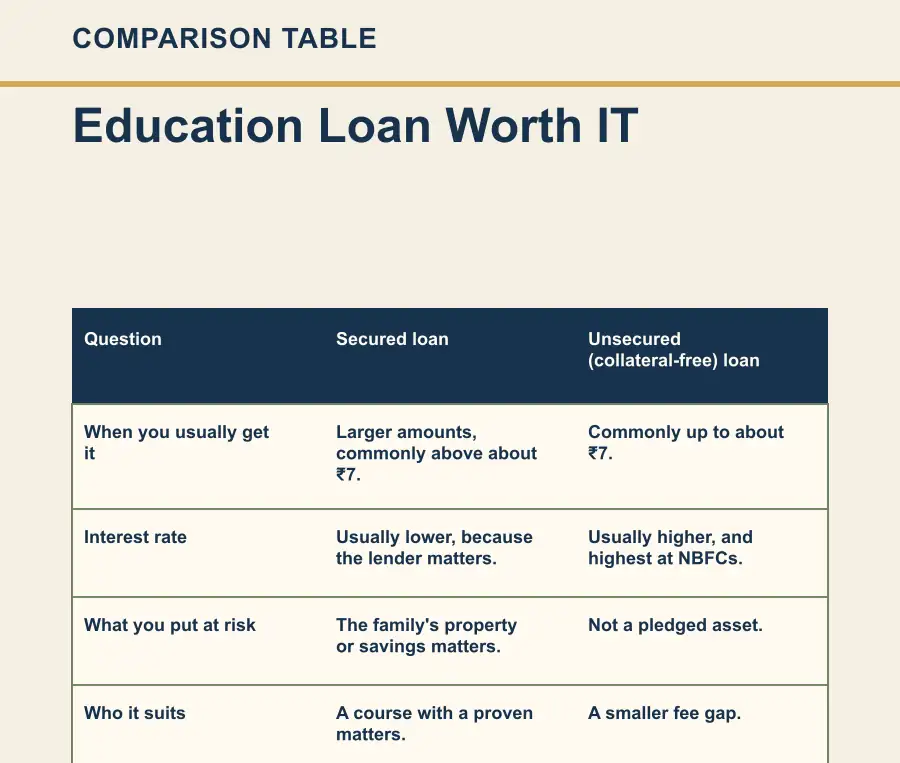 COMPARISON TABLE
Education Loan Worth IT
Question
Secured loan
Unsecured
(collateral-free) loan
When you usually get
it
Larger amounts,
commonly above about
₹7.
Commonly up to about
₹7.
Interest rate
Usually lower, because
the lender matters.
Usually higher, and
highest at NBFCs.
What you put at risk
The family's property
or savings matters.
Not a pledged asset.
Who it suits
A course with a proven
matters.
A smaller fee gap.